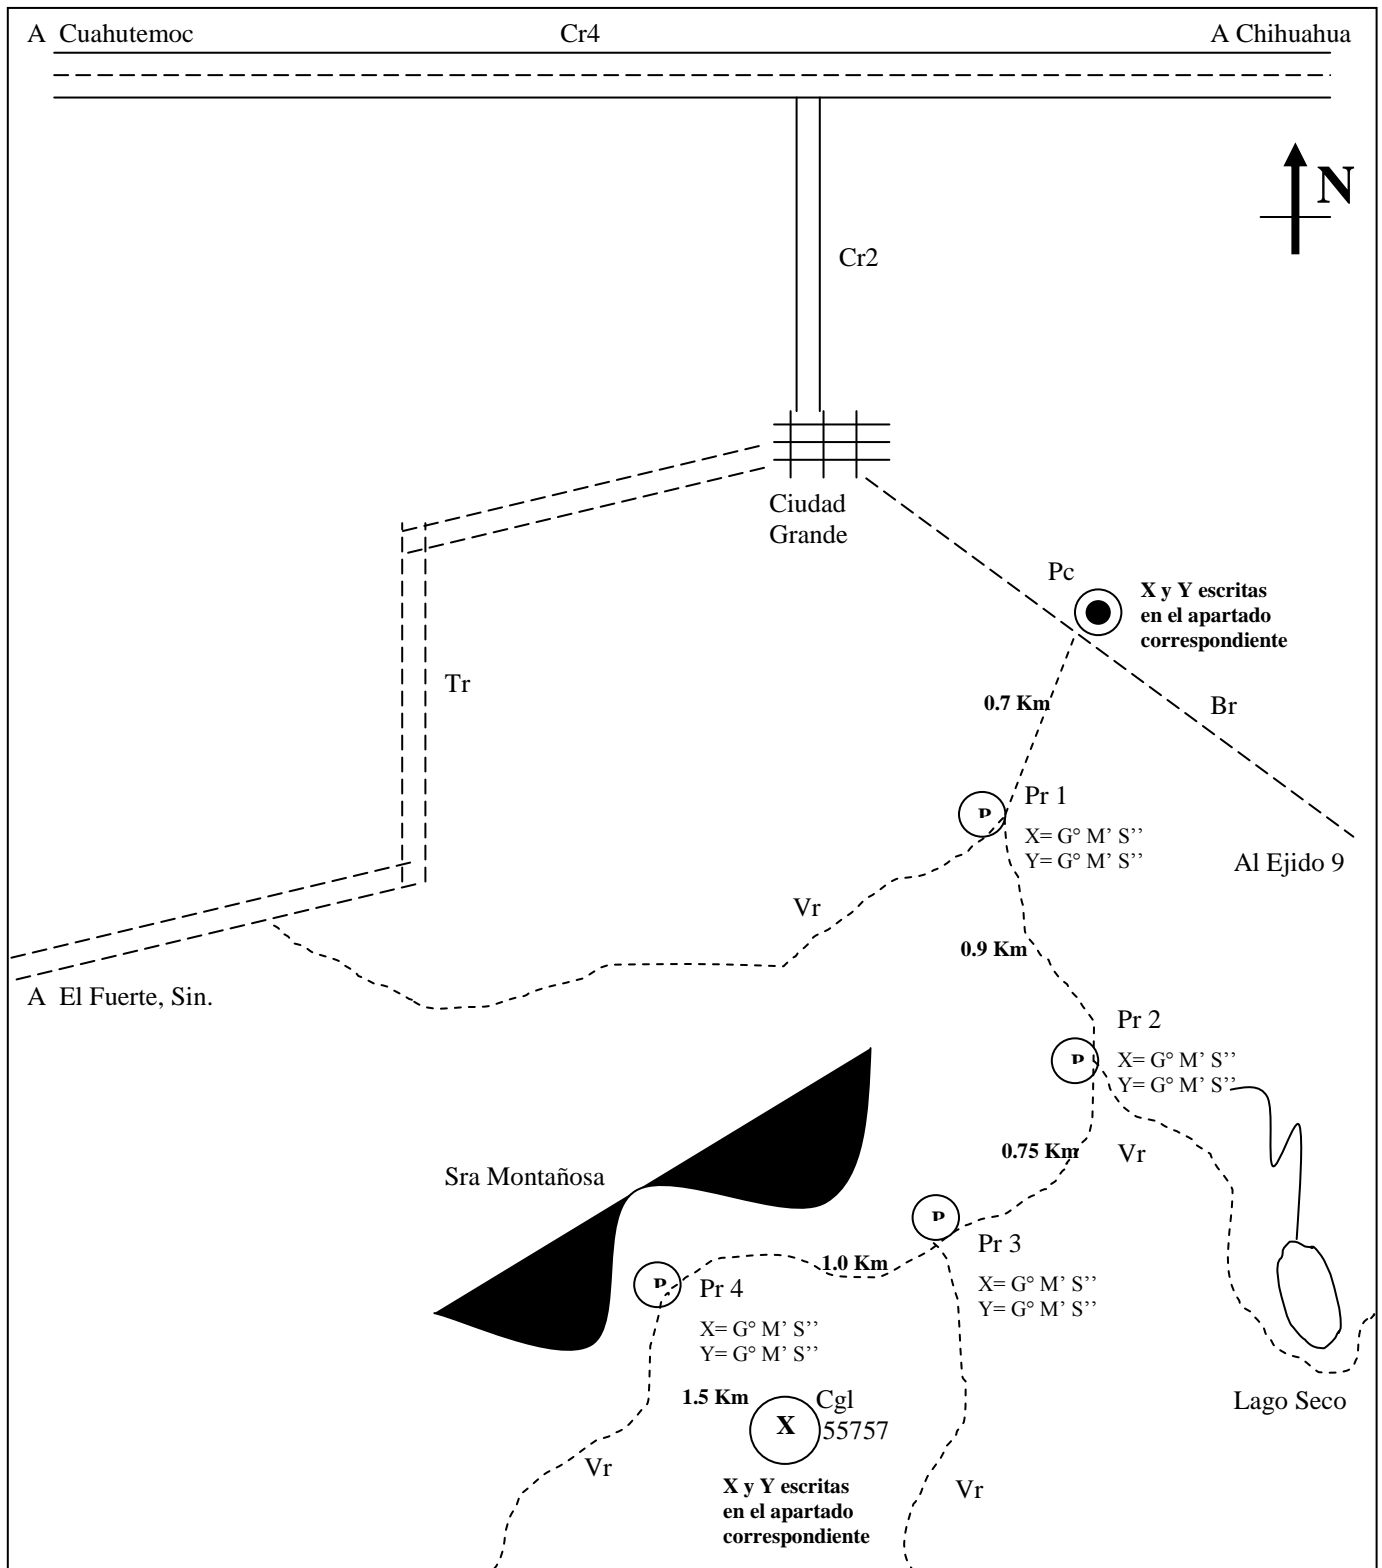 A Cuahutemoc
Cr4
A Chihuahua
N
Cr2
Ciudad
Grande
Pc
X y Y escritas
en el apartado
correspondiente
Tr
0.7 Km
Br
P
Pr 1
X= G° M’ S’’
Y= G° M’ S’’
Al Ejido 9
Vr
0.9 Km
A El Fuerte, Sin.
Pr 2
P
X= G° M’ S’’
Y= G° M’ S’’
0.75 Km
Vr
Sra Montañosa
P
Pr 3
1.0 Km
X= G° M’ S’’
Y= G° M’ S’’
P
Pr 4
X= G° M’ S’’
Y= G° M’ S’’
1.5 Km
Cgl
55757
X
Lago Seco
Vr
X y Y escritas
en el apartado
correspondiente
Vr